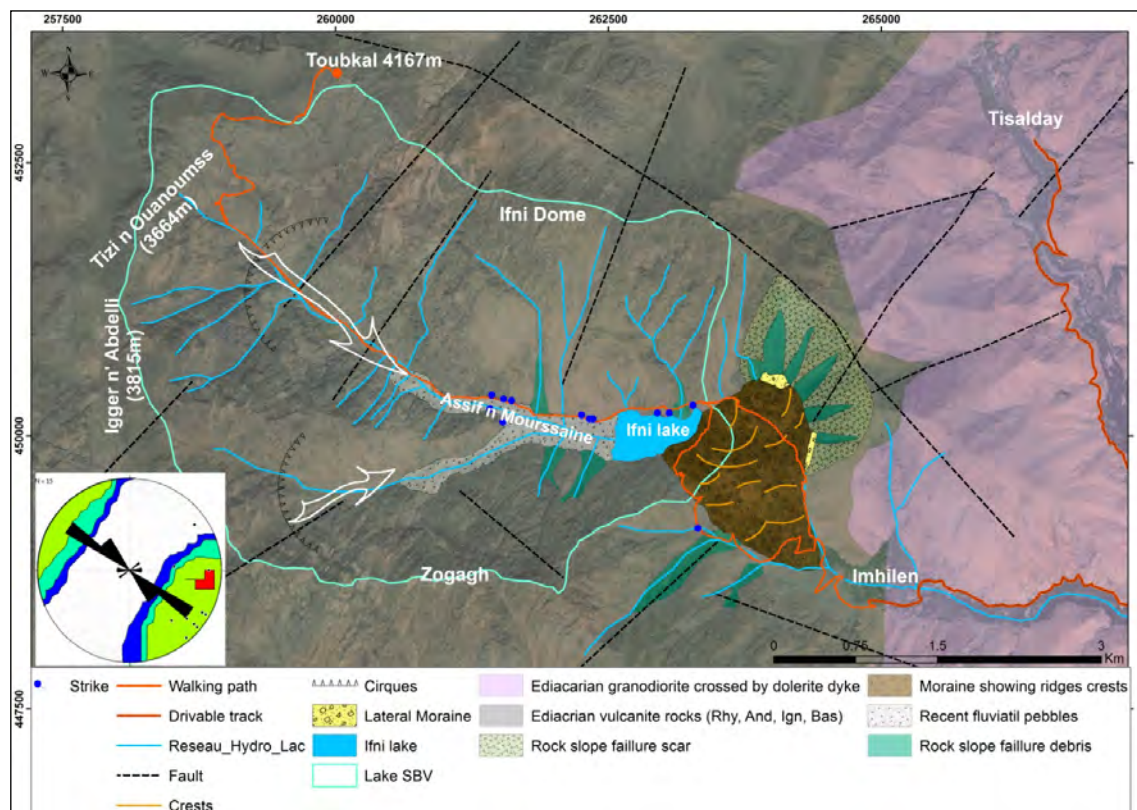 257500 260000 262500 265000
N
W E
S
Toubkal 4167m
Tisalday
452500
Tizi n Ouanoumss
(3664m)
Ifni Dome
Igger n' Abdelli
(3815m)
Assif n Mourssaine
Ifni lake
450000
N = 15
Zogagh
Imhilen
0 0.75 1.5 3
Km
447500
Strike
Walking path
Drivable track
Reseau_Hydro_Lac
Fault
Crests
Cirques
Lateral Moraine
Ifni lake
Lake SBV
Ediacarian granodiorite crossed by dolerite dyke
Ediacrian vulcanite rocks (Rhy, And, Ign, Bas)
Rock slope faillure scar
Moraine showing ridges crests
Recent fluviatil pebbles
Rock slope faillure debris